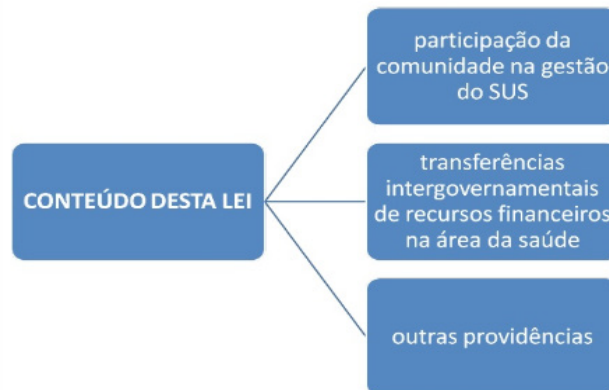 participação da
comunidade na gestão
do SUS
CONTEÚDO DESTA LEI
transferências
intergovernamentais
de recursos financeiros
na área da saúde
outras providências